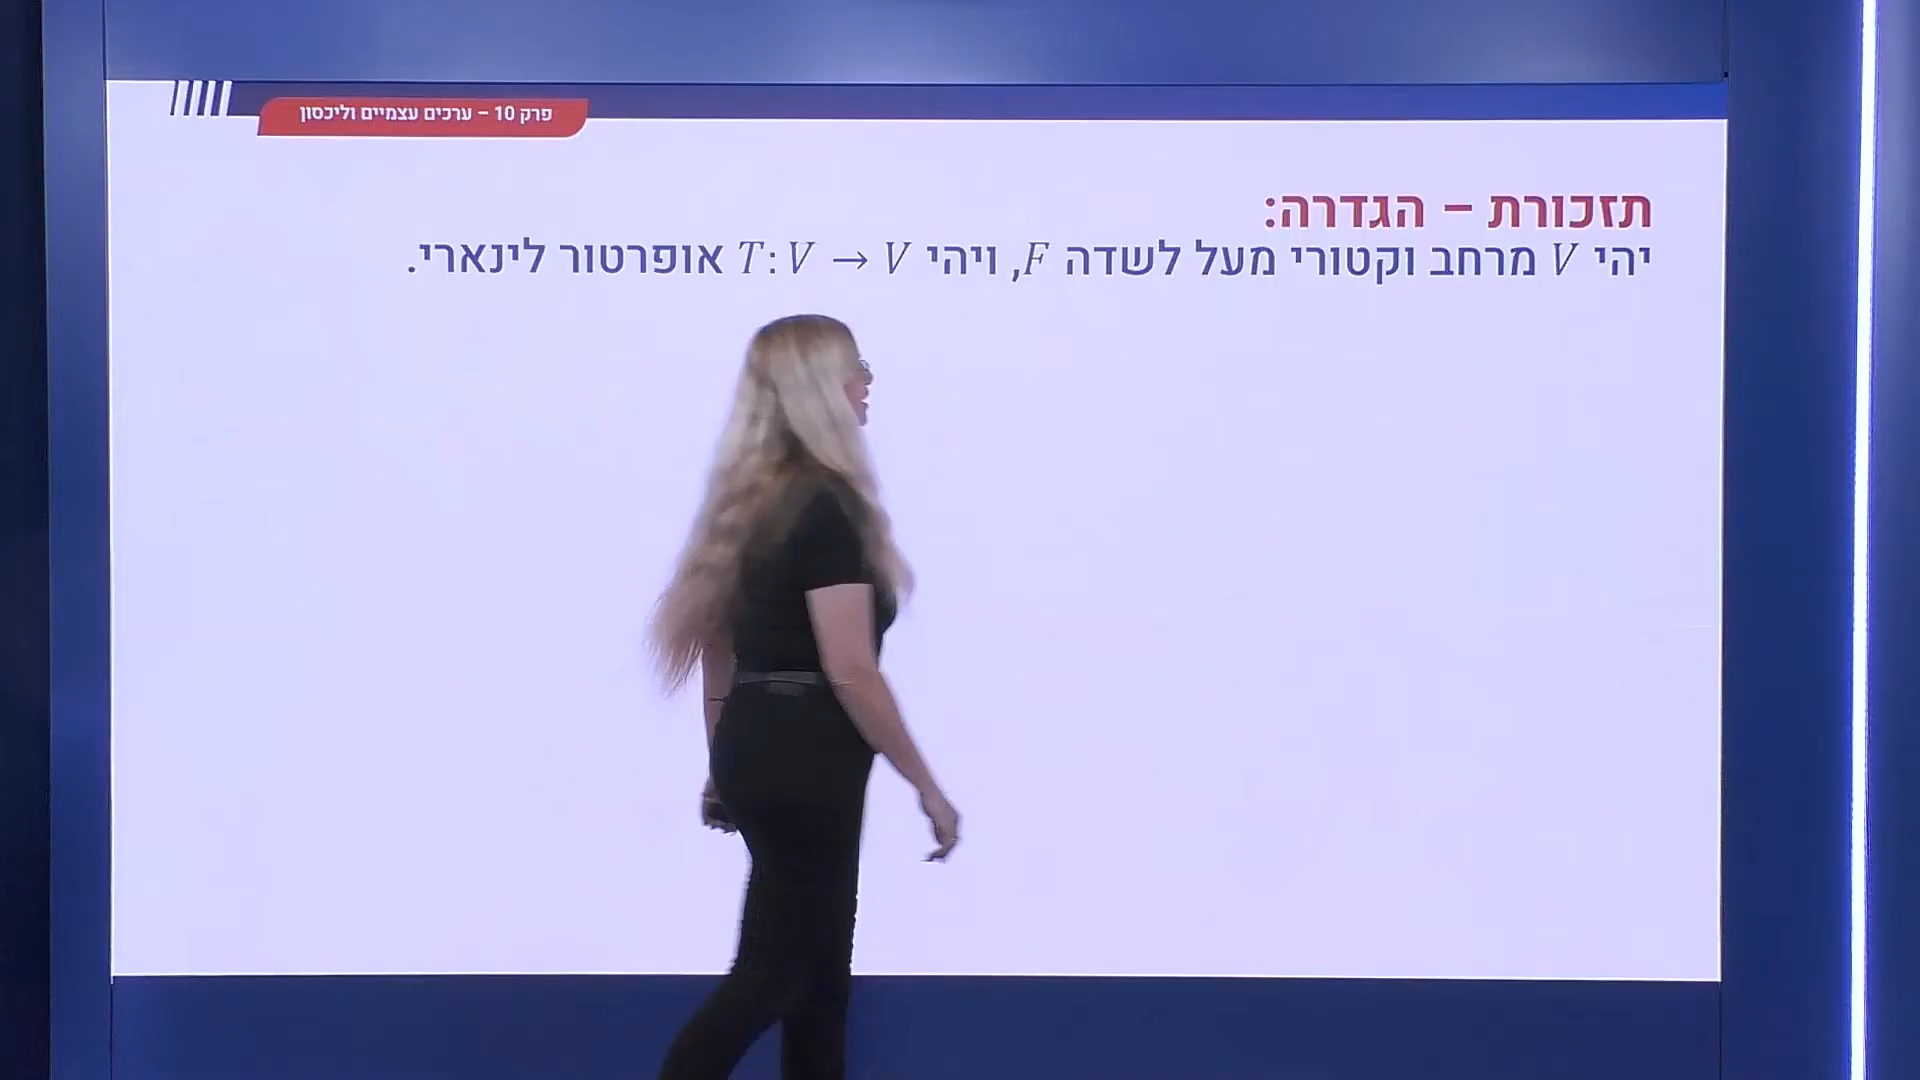 פרק 10 – ערכים עצמיים וליכסון
תזכורת – הגדרה:
יהי V מרחב וקטורי מעל לשדה F, ויהי T: V → V אופרטור לינארי.